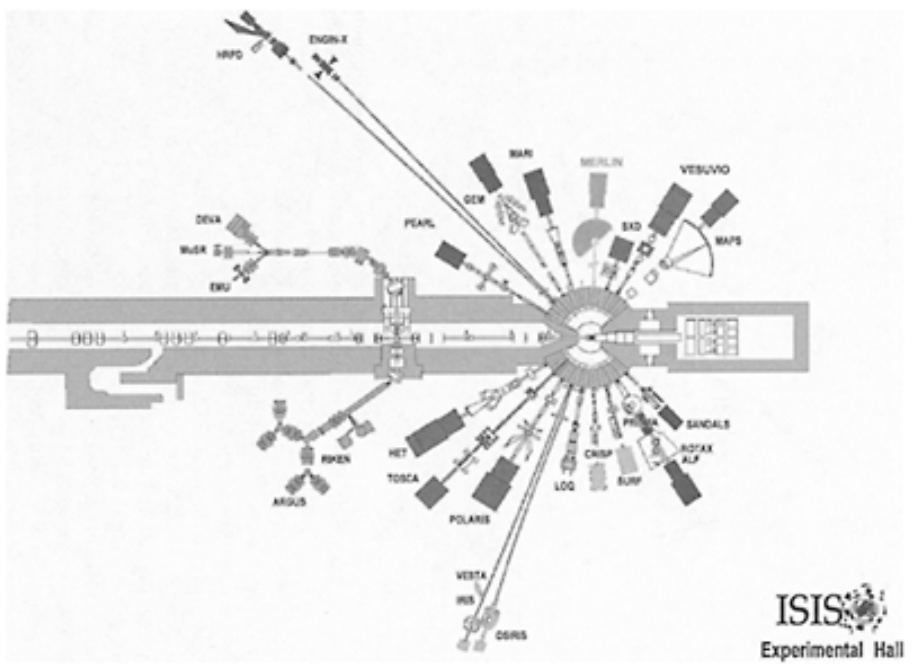 HRPD
ENGIN-X
MARI
MERLIN
GEM
VESUVIO
SXD
MAPS
PEARL
DEVA
MuSR
EMU
HET
TOSCA
POLARIS
LOQ
CRISP
SURF
PRISMA
SANDALS
ROTAX
ALF
RIKEN
ARGUS
VESTA
IRIS
OSIRIS
ISIS
Experimental Hall